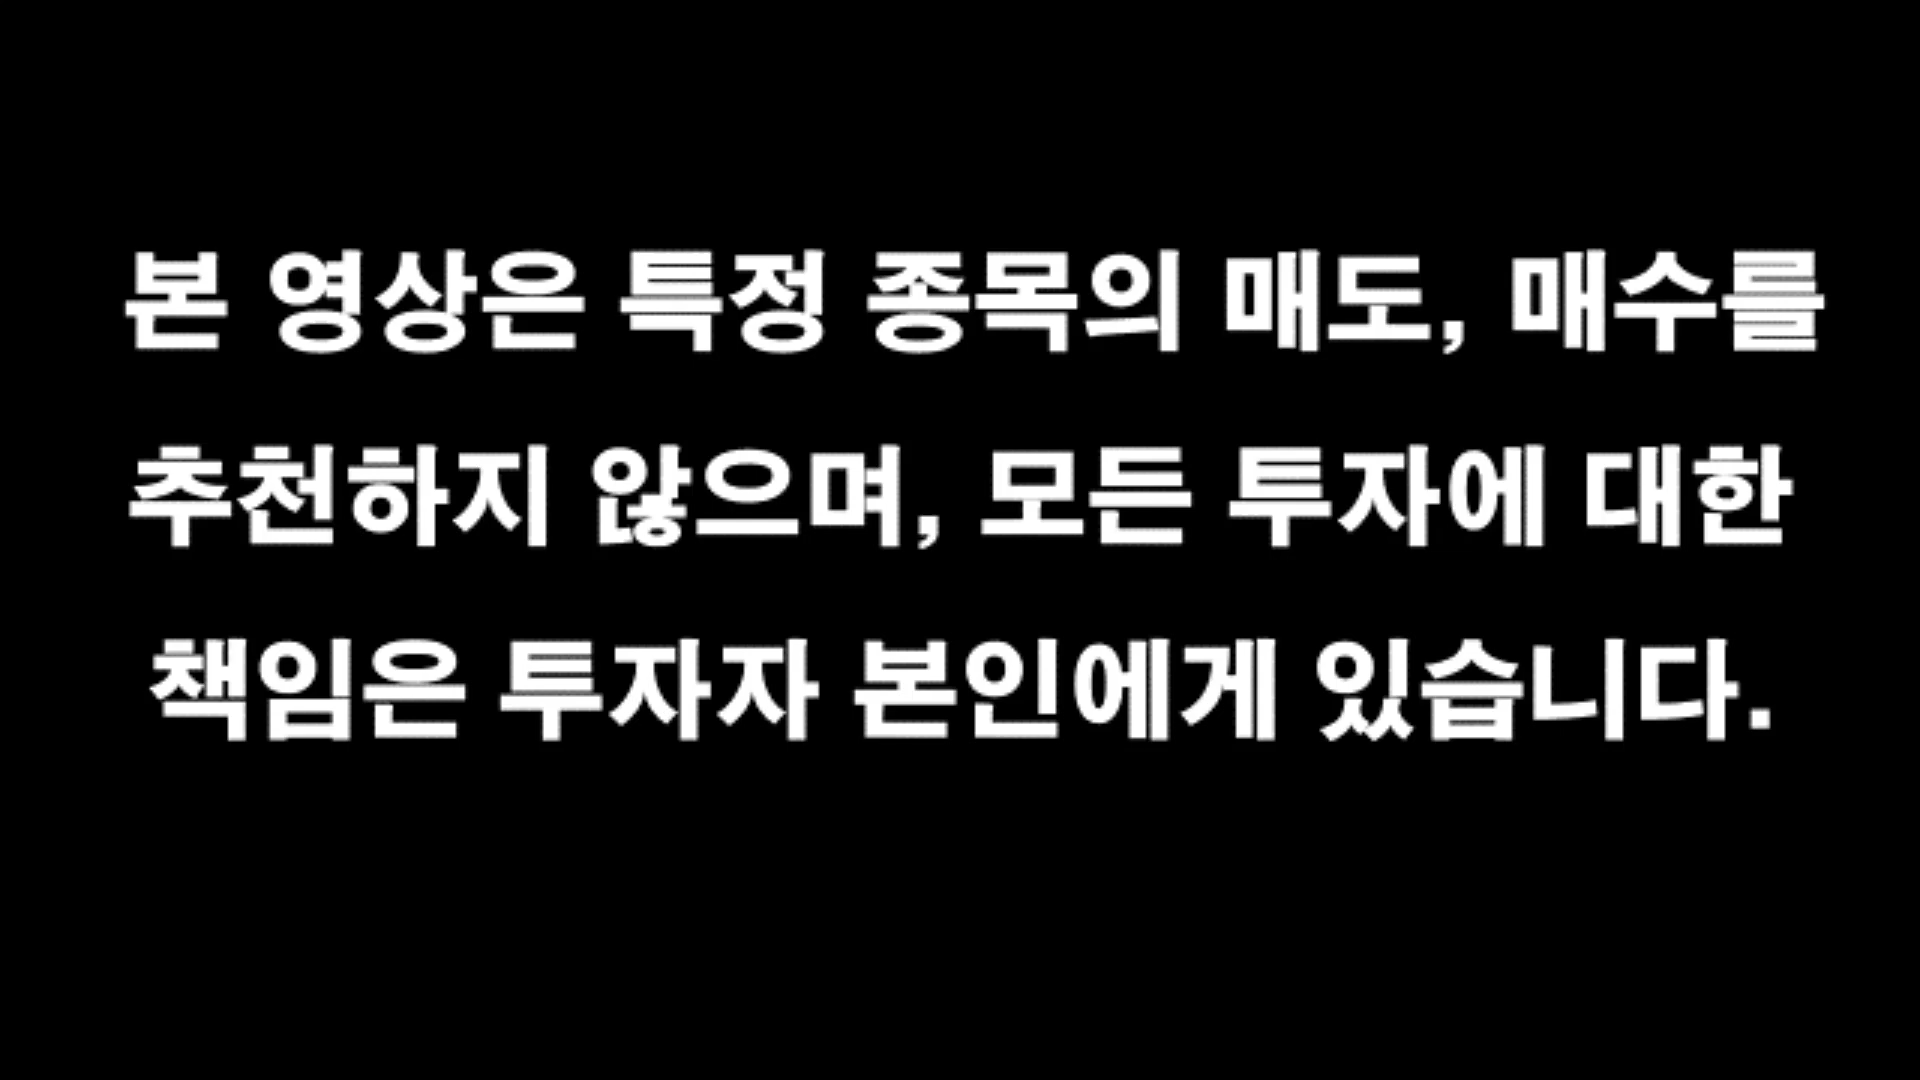 본 영상은 특정 종목의 매도, 매수를
추천하지 않으며, 모든 투자에 대한
책임은 투자자 본인에게 있습니다.